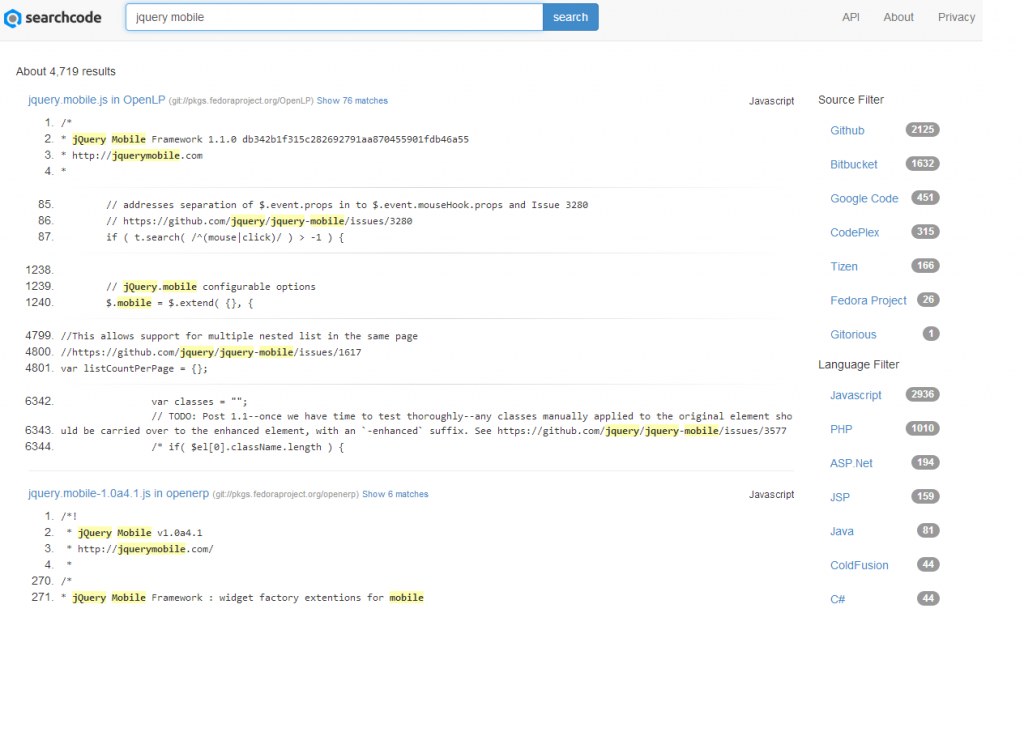 searchcode
jquery mobile
search
API
About
Privacy
About 4,719 results
jquery.mobile.js in OpenLP (git://pkgs.fedoraproject.org/OpenLP) Show 76 matches
Javascript
1. /*
2. * jQuery Mobile Framework 1.1.0 db342b1f315c282692791aa870455901fdb46a55
3. * http://jquerymobile.com
4. *
85. // addresses separation of $.event.props in to $.event.mouseHook.props and Issue 3280
86. // https://github.com/jquery/jquery-mobile/issues/3280
87. if ( t.search( /^(mouse|click)/ ) > -1 ) {
1238.
1239. // jQuery.mobile configurable options
1240. $.mobile = $.extend( {}, {
4799. //This allows support for multiple nested list in the same page
4800. //https://github.com/jquery/jquery-mobile/issues/1617
4801. var listCountPerPage = {};
6342. var classes = "";
// TODO: Post 1.1--once we have time to test thoroughly--any classes manually applied to the original element sho
6343. uld be carried over to the enhanced element, with an `-enhanced` suffix. See https://github.com/jquery/jquery-mobile/issues/3577
6344. /* if( $el[0].className.length ) {
jquery.mobile-1.0a4.1.js in openerp (git://pkgs.fedoraproject.org/openerp) Show 6 matches
Javascript
1. /*!
2. * jQuery Mobile v1.0a4.1
3. * http://jquerymobile.com/
4. *
270. /*
271. * jQuery Mobile Framework : widget factory extentions for mobile
Source Filter
Github 2125
Bitbucket 1632
Google Code 451
CodePlex 315
Tizen 166
Fedora Project 26
Gitorious 1
Language Filter
Javascript 2936
PHP 1010
ASP.Net 194
JSP 159
Java 81
ColdFusion 44
C# 44